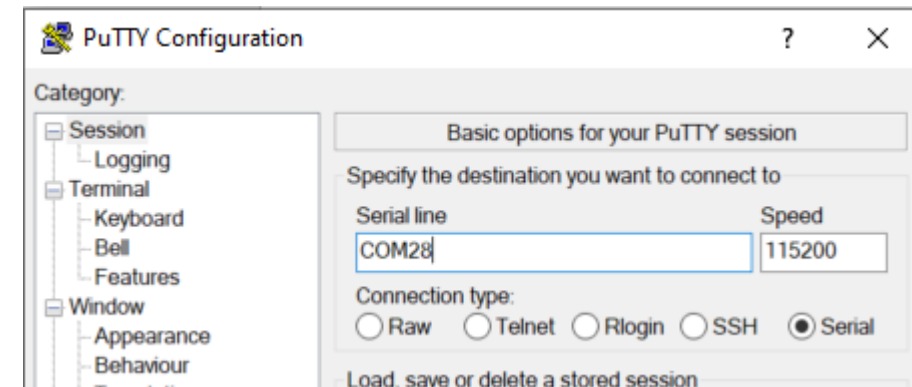 PuTTY Configuration
?
Category:
Session
Logging
Terminal
Keyboard
Bell
Features
Window
Appearance
Behaviour
Basic options for your PuTTY session
Specify the destination you want to connect to
Serial line Speed
COM28 115200
Connection type:
Raw Telnet Rlogin SSH Serial
Load, save or delete a stored session